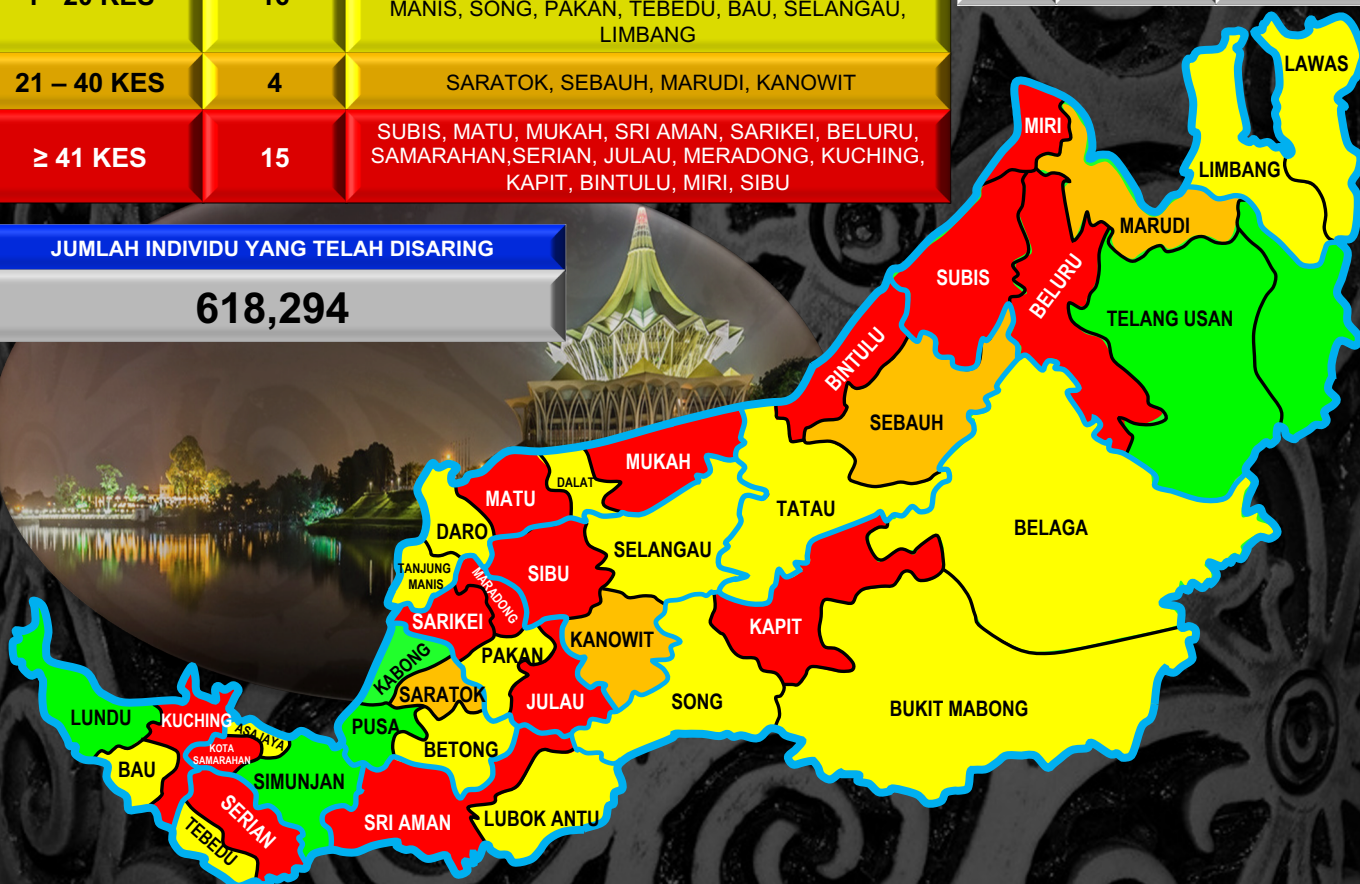 MANIS, SONG, PAKAN, TEBEDU, BAU, SELANGAU,
LIMBANG
21 – 40 KES 4 SARATOK, SEBAUH, MARUDI, KANOWIT
≥ 41 KES 15 SUBIS, MATU, MUKAH, SRI AMAN, SARIKEI, BELURU,
SAMARAHAN,SERIAN, JULAU, MERADONG, KUCHING,
KAPIT, BINTULU, MIRI, SIBU
JUMLAH INDIVIDU YANG TELAH DISARING
618,294
LAWAS
MIRI
LIMBANG
MARUDI
SUBIS
BELURU
TELANG USAN
BINTULU
SEBAUH
MUKAH
DALAT
MATU
TATAU
BELAGA
DARO
SELANGAU
TANJUNG
MANIS
SIBU
MARADONG
SARIKEI
KAPIT
KANOWIT
PAKAN
KABONG
SARATOK
JULAU
SONG
BUKIT MABONG
LUNDU
KUCHING
ASAJAYA
PUSA
KOTA
SAMARAHAN
BETONG
BAU
SIMUNJAN
SERIAN
SRI AMAN
LUBOK ANTU
TEBEDU